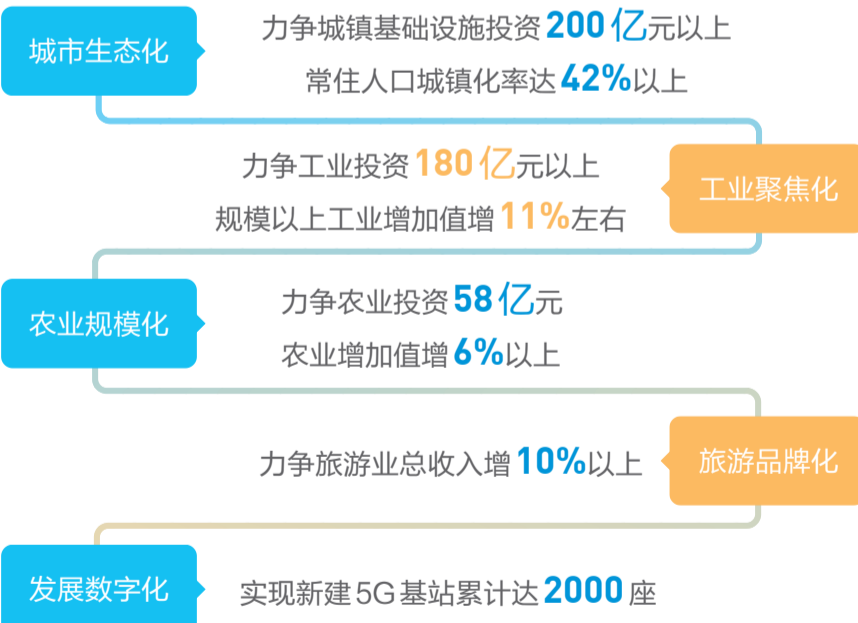 城市生态化
力争城镇基础设施投资200亿元以上
常住人口城镇化率达42%以上
力争工业投资180亿元以上
规模以上工业增加值增11%左右
工业聚焦化
农业规模化
力争农业投资58亿元
农业增加值增6%以上
力争旅游业总收入增10%以上
旅游品牌化
发展数字化
实现新建5G基站累计达2000座